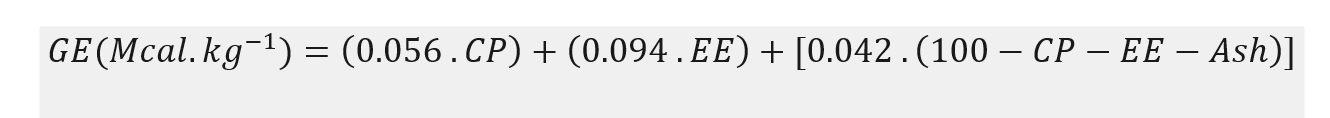 GE(Mcal.kg⁻¹) = (0.056 . CP) + (0.094 . EE) + [0.042 . (100 − CP − EE − Ash)]